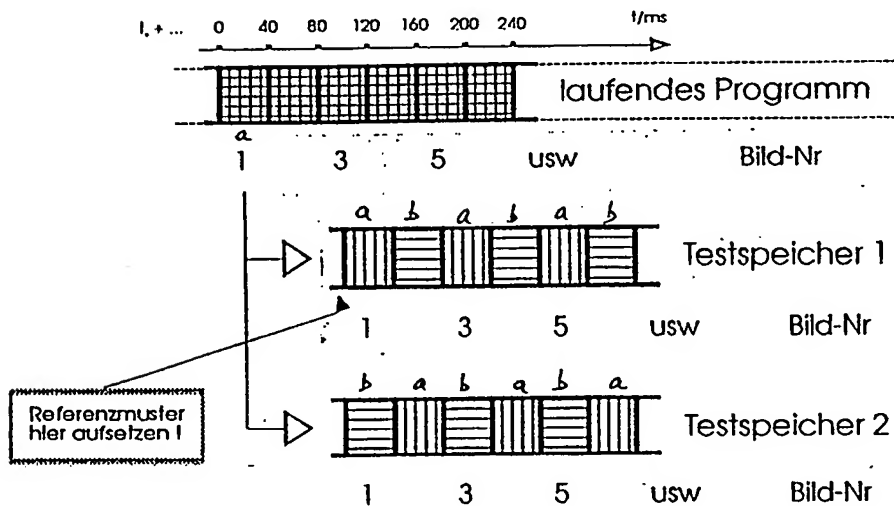 t. + ... 0 40 80 120 160 200 240 t/ms
laufendes Programm
a
1 3 5 usw Bild-Nr
a b a b a b
Testspeicher 1
1 3 5 usw Bild-Nr
Referenzmuster
hier aufsetzen !
b a b a b a
Testspeicher 2
1 3 5 usw Bild-Nr